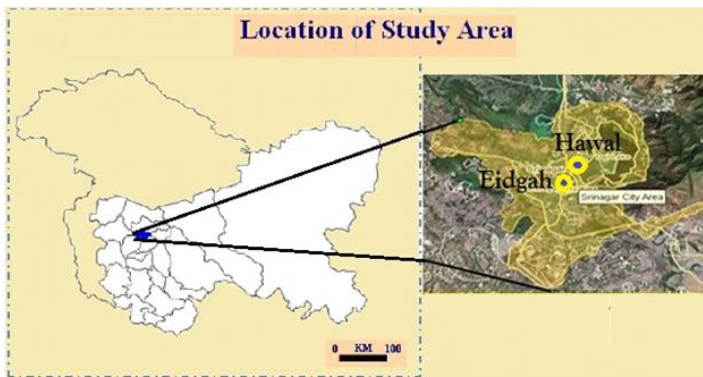 Location of Study Area
Hawal
Eidgah
Srinagar City Area
0 KM 100